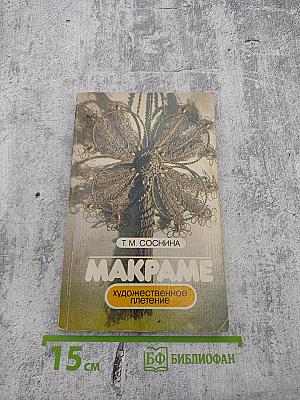 Т. М. СОСНИНА
МАКРАМЕ
художественное
плетение
15 см
БФ БИБЛИОФАН